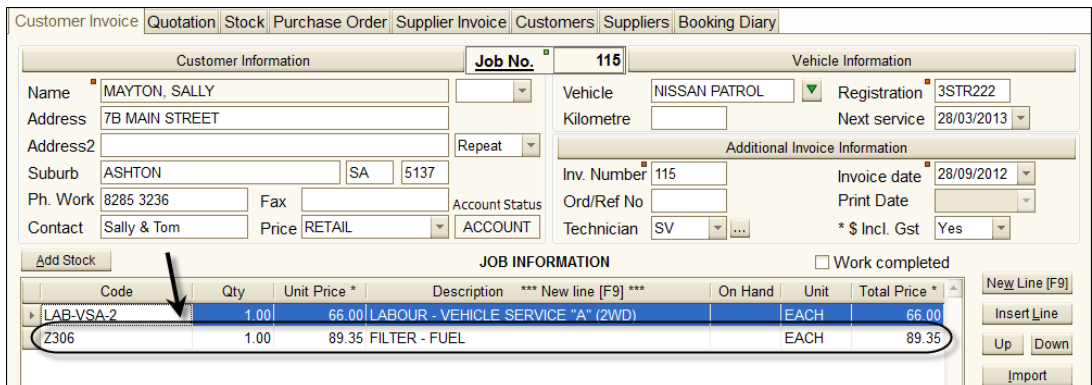 Customer Invoice Quotation Stock Purchase Order Supplier Invoice Customers Suppliers Booking Diary
Customer Information Job No. 115 Vehicle Information
Name MAYTON, SALLY Vehicle NISSAN PATROL Registration 3STR222
Address 7B MAIN STREET Kilometre Next service 28/03/2013
Address2 Repeat Additional Invoice Information
Suburb ASHTON SA 5137 Inv. Number 115 Invoice date 28/09/2012
Ph. Work 8285 3236 Fax Account Status Ord/Ref No Print Date
Contact Sally & Tom Price RETAIL ACCOUNT Technician SV ... * $ Incl. Gst Yes
Add Stock JOB INFORMATION Work completed
Code Qty Unit Price * Description *** New line [F9] *** On Hand Unit Total Price * New Line [F9]
LAB-VSA-2 1.00 66.00 LABOUR - VEHICLE SERVICE "A" (2WD) EACH 66.00 Insert Line
Z306 1.00 89.35 FILTER - FUEL EACH 89.35 Up Down
Import